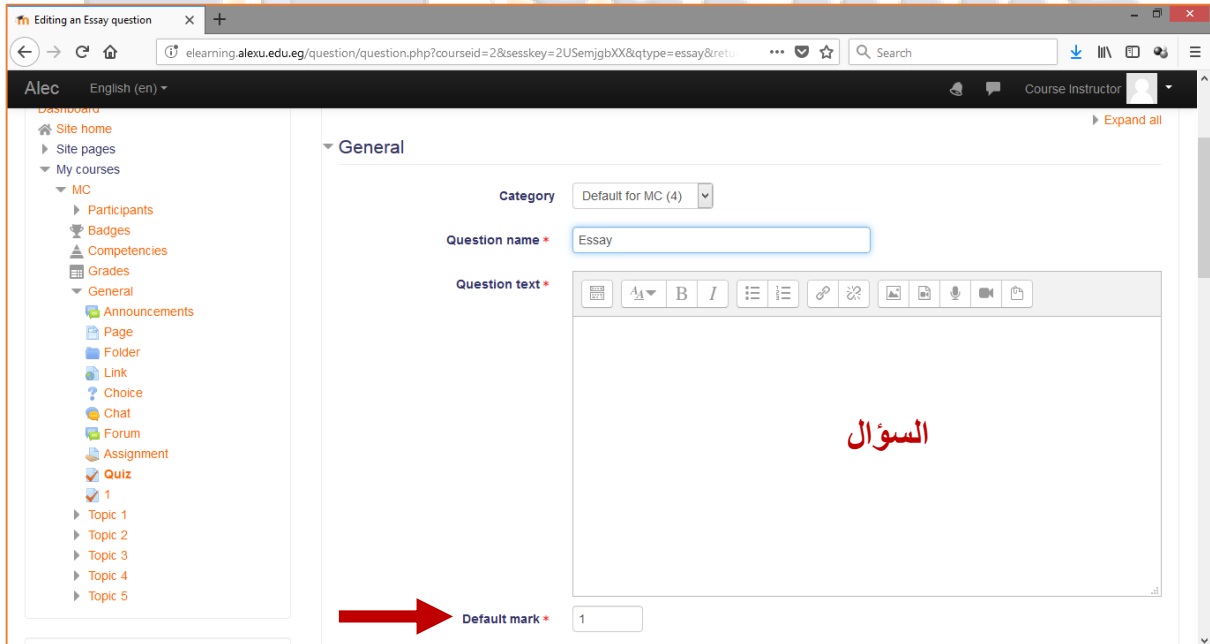 Editing an Essay question
elearning.alexu.edu.eg/question/question.php?courseid=2&sesskey=2USemjgbXX&qtype=essay&retu
Search
Alec English (en)
Course Instructor
Dashboard
Site home
Site pages
My courses
MC
Participants
Badges
Competencies
Grades
General
Announcements
Page
Folder
Link
Choice
Chat
Forum
Assignment
Quiz
1
Topic 1
Topic 2
Topic 3
Topic 4
Topic 5
Expand all
General
Category Default for MC (4)
Question name * Essay
Question text *
السؤال
Default mark * 1